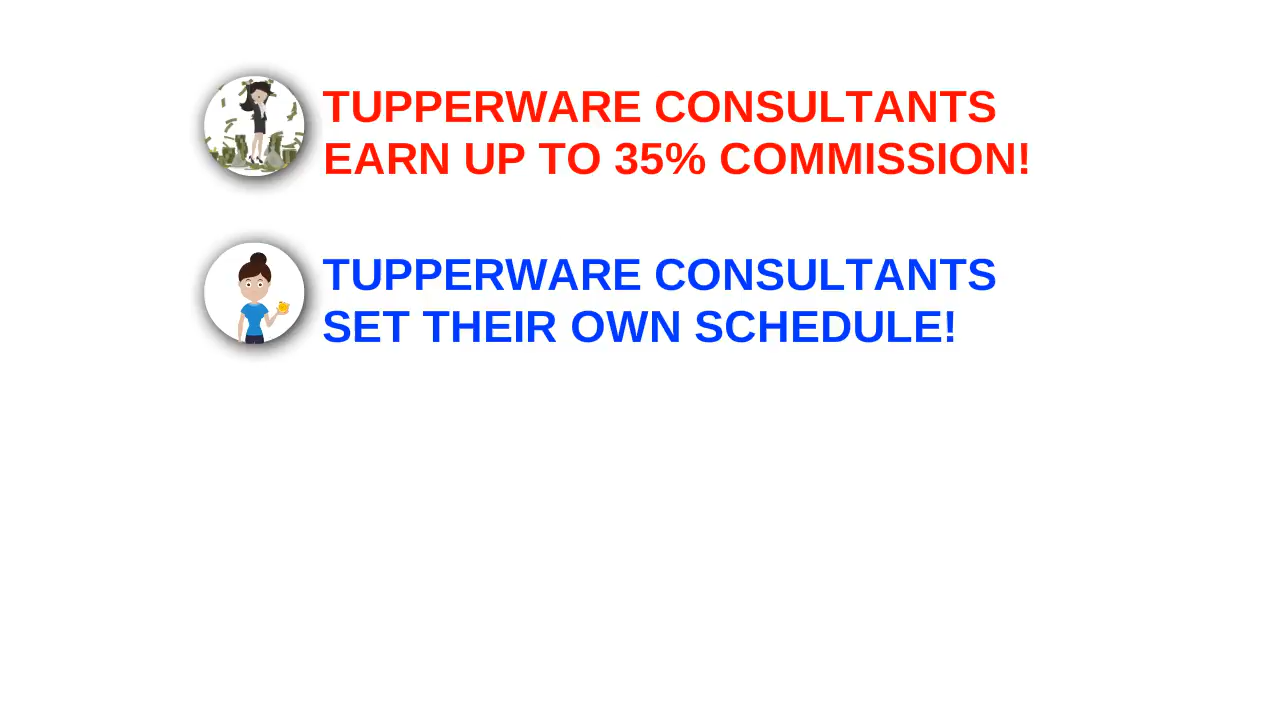 TUPPERWARE CONSULTANTS
EARN UP TO 35% COMMISSION!
TUPPERWARE CONSULTANTS
SET THEIR OWN SCHEDULE!